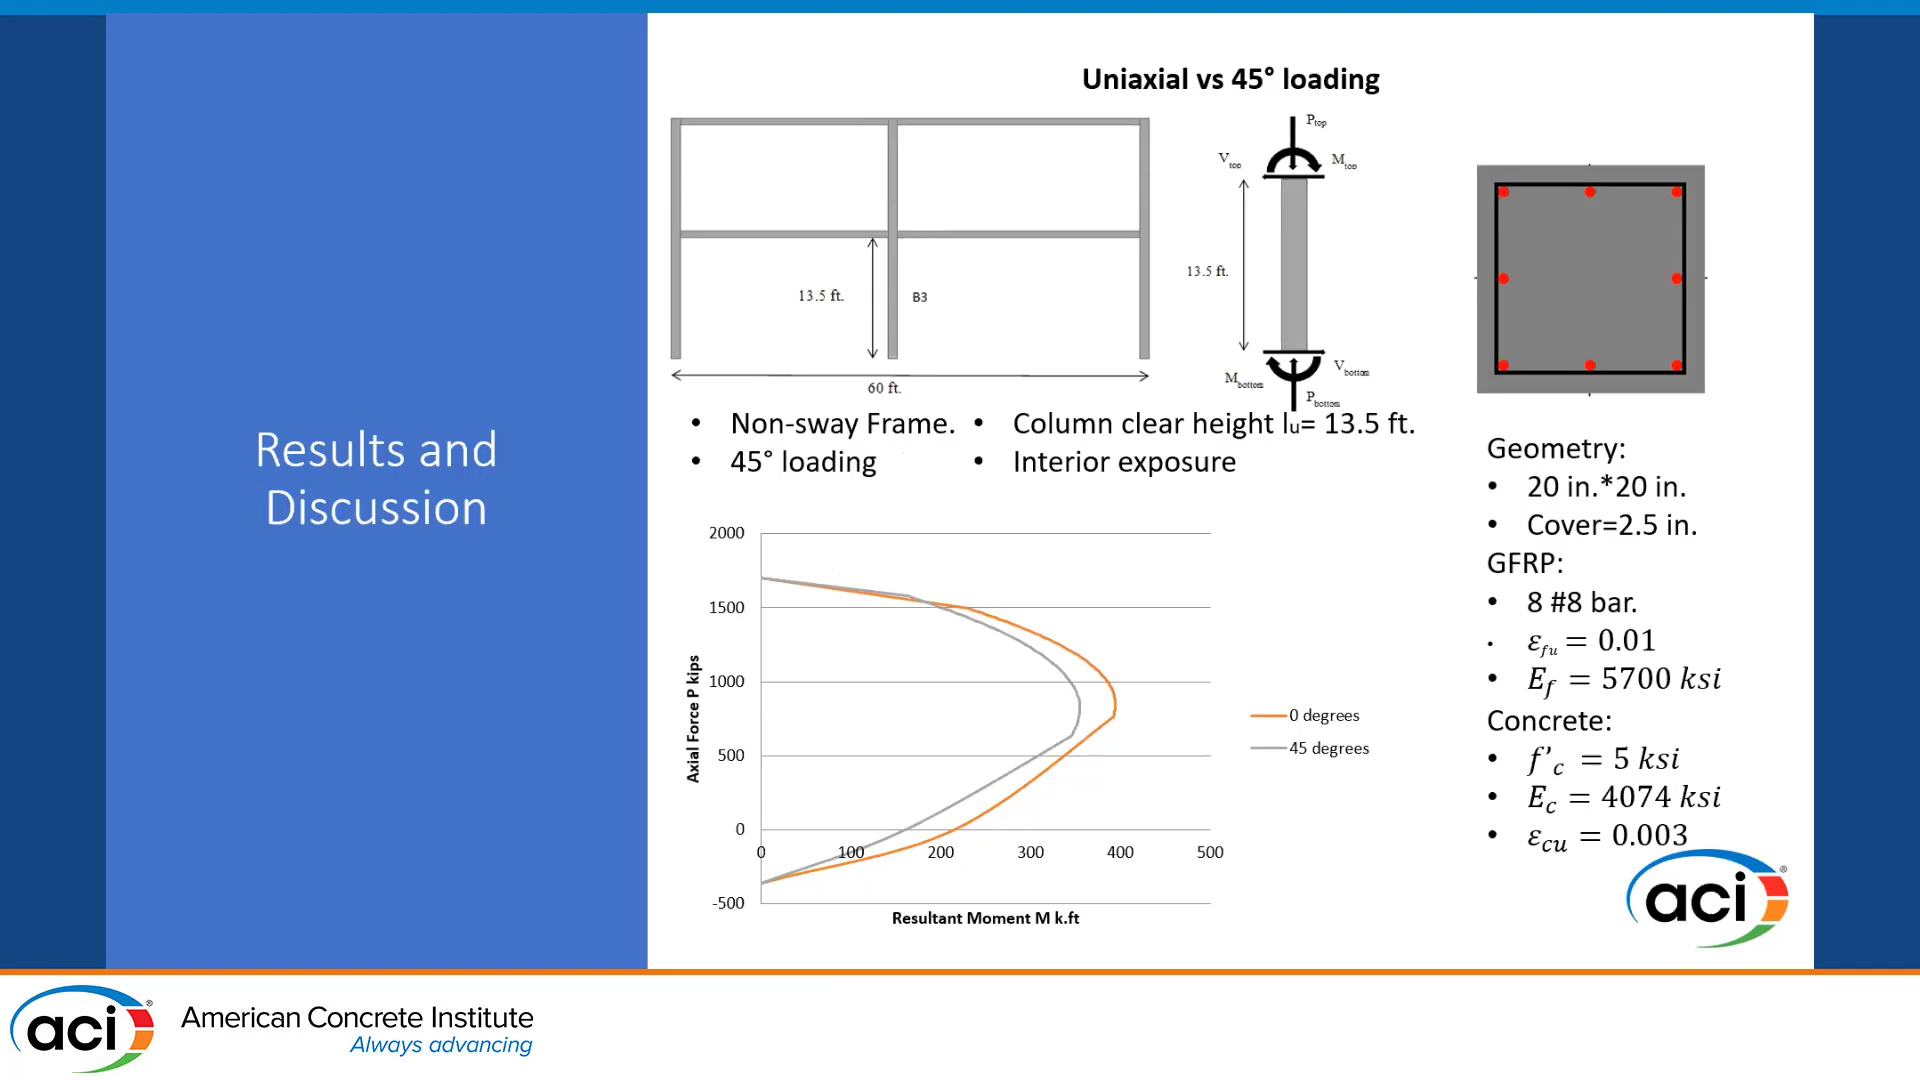 Results and
Discussion
Uniaxial vs 45° loading
13.5 ft.
B3
60 ft.
Ptop
Vtop
Mtop
13.5 ft.
Mbottom
Vbottom
Pbottom
• Non-sway Frame.
• 45° loading
• Column clear height lu= 13.5 ft.
• Interior exposure
Geometry:
• 20 in.*20 in.
• Cover=2.5 in.
GFRP:
• 8 #8 bar.
• εfu = 0.01
• Ef = 5700 ksi
Concrete:
• f’c = 5 ksi
• Ec = 4074 ksi
• εcu = 0.003
2000
1500
1000
500
0
-500
Axial Force P kips
0 100 200 300 400 500
Resultant Moment M k.ft
0 degrees
45 degrees
aci®
aci®
American Concrete Institute
Always advancing